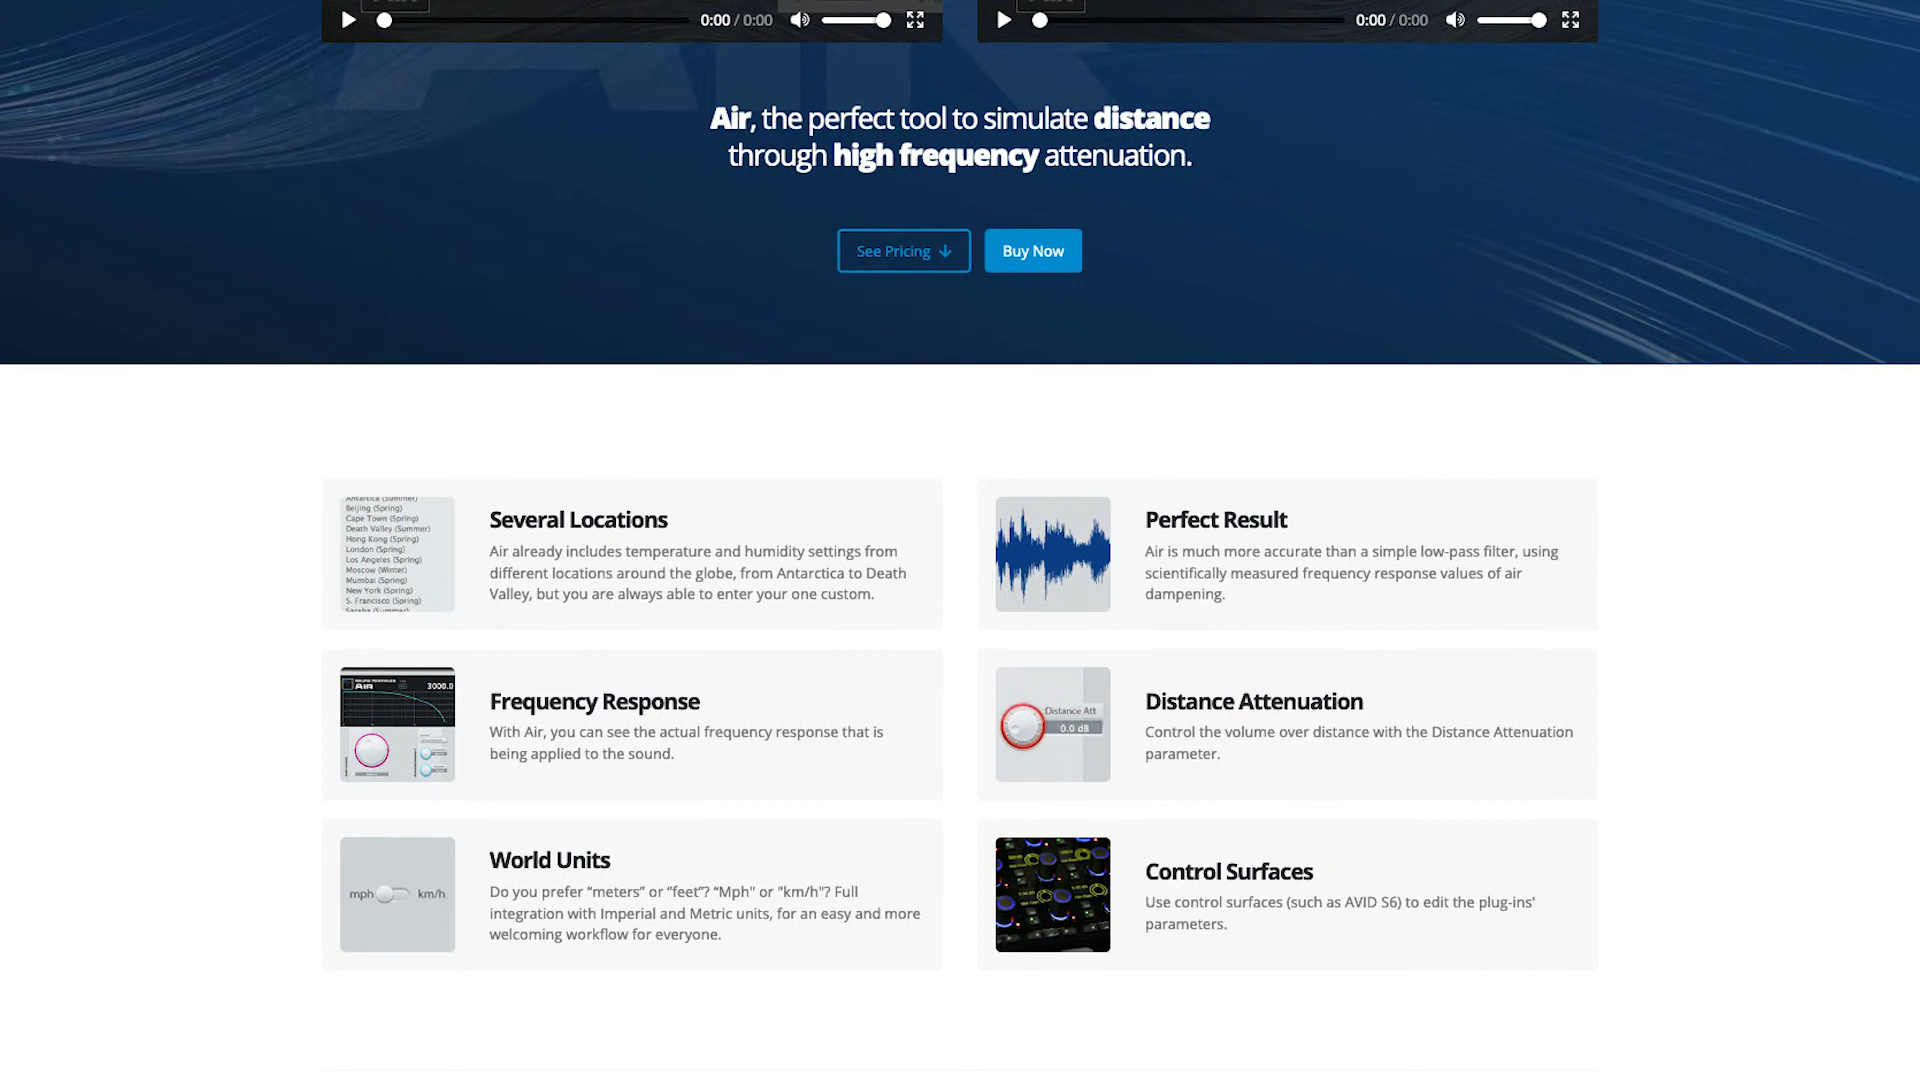 0:00 / 0:00
0:00 / 0:00
Air, the perfect tool to simulate distance
through high frequency attenuation.
See Pricing
Buy Now
Antartica (Summer)
Beijing (Spring)
Cape Town (Spring)
Death Valley (Summer)
Hong Kong (Spring)
London (Spring)
Los Angeles (Spring)
Moscow (Winter)
Mumbai (Spring)
New York (Spring)
S. Francisco (Spring)
Several Locations
Air already includes temperature and humidity settings from
different locations around the globe, from Antarctica to Death
Valley, but you are always able to enter your one custom.
Perfect Result
Air is much more accurate than a simple low-pass filter, using
scientifically measured frequency response values of air
dampening.
AIR
3000.0
Frequency Response
With Air, you can see the actual frequency response that is
being applied to the sound.
Distance Att
0.0 dB
Distance Attenuation
Control the volume over distance with the Distance Attenuation
parameter.
mph km/h
World Units
Do you prefer “meters” or “feet”? “Mph" or "km/h"? Full
integration with Imperial and Metric units, for an easy and more
welcoming workflow for everyone.
Control Surfaces
Use control surfaces (such as AVID S6) to edit the plug-ins'
parameters.